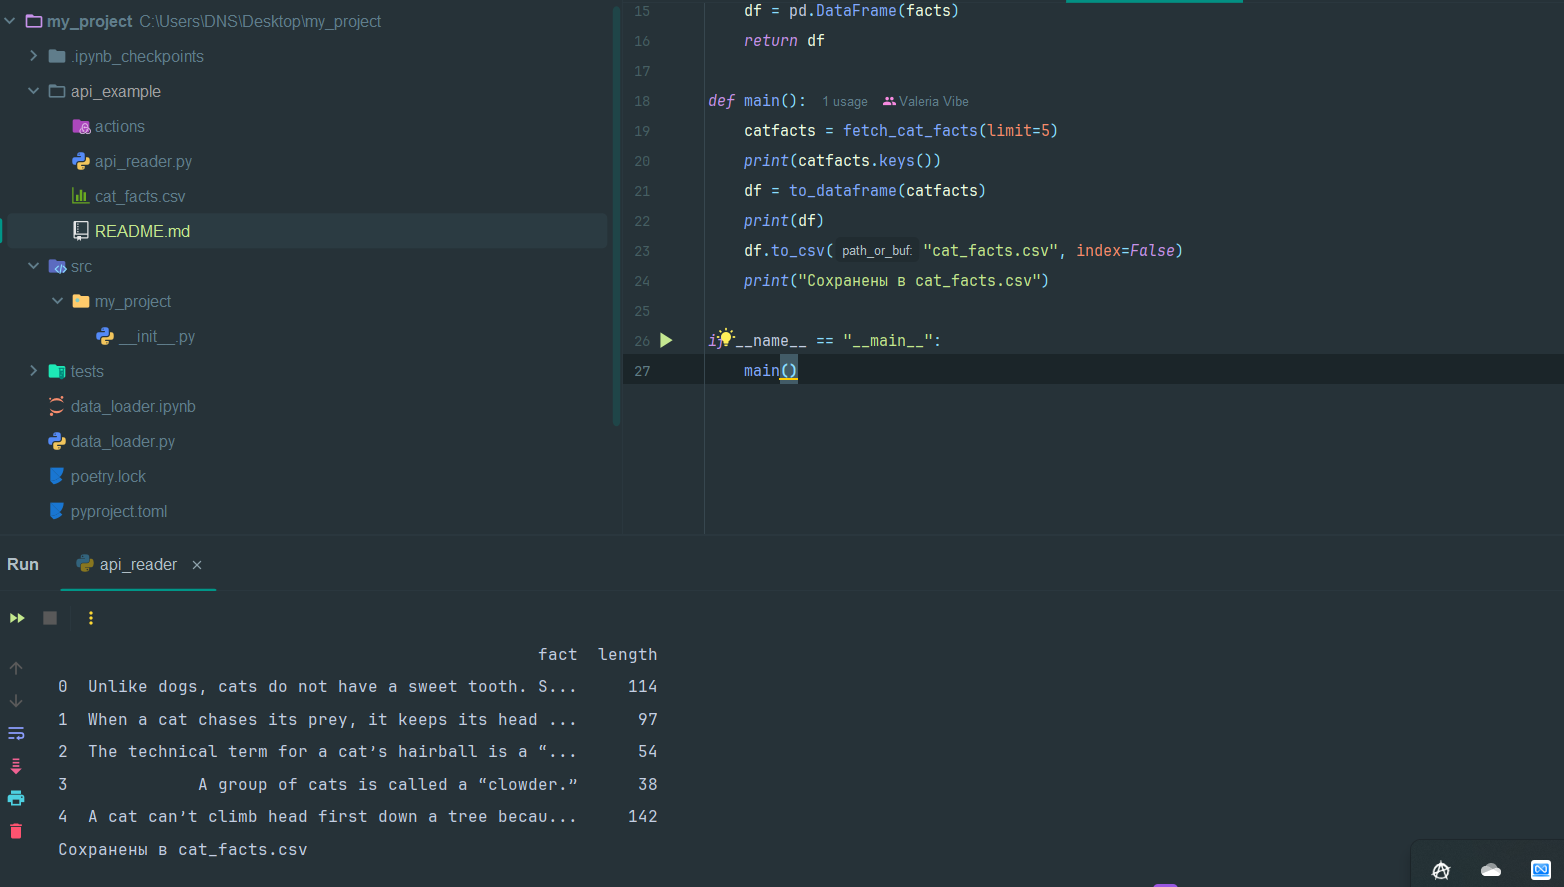 my_project C:\Users\DNS\Desktop\my_project
.ipynb_checkpoints
api_example
actions
api_reader.py
cat_facts.csv
README.md
src
my_project
__init__.py
tests
data_loader.ipynb
data_loader.py
poetry.lock
pyproject.toml
15 df = pd.DataFrame(facts)
16 return df
17
18 def main(): 1 usage Valeria Vibe
19 catfacts = fetch_cat_facts(limit=5)
20 print(catfacts.keys())
21 df = to_dataframe(catfacts)
22 print(df)
23 df.to_csv( path_or_buf: "cat_facts.csv", index=False)
24 print("Сохранены в cat_facts.csv")
25
26 if __name__ == "__main__":
27 main()
Run api_reader
fact length
0 Unlike dogs, cats do not have a sweet tooth. S... 114
1 When a cat chases its prey, it keeps its head ... 97
2 The technical term for a cat’s hairball is a “... 54
3 A group of cats is called a “clowder.” 38
4 A cat can’t climb head first down a tree becau... 142
Сохранены в cat_facts.csv